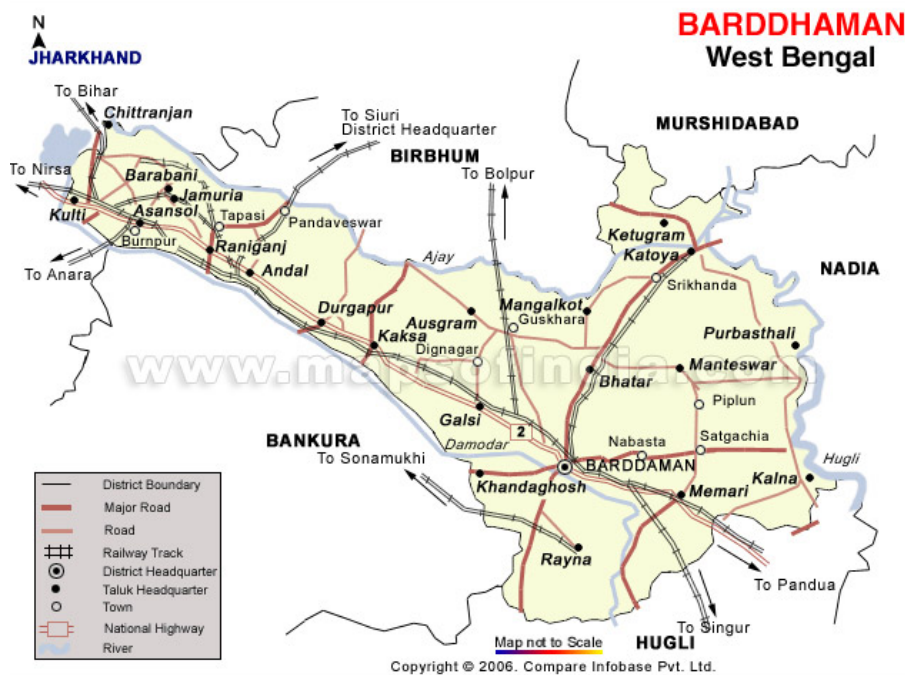 N
JHARKHAND
BARDDHAMAN
West Bengal
To Bihar
Chittranjan
To Siuri
District Headquarter
BIRBHUM
MURSHIDABAD
To Nirsa
Barabani
Jamuria
To Bolpur
Kulti
Asansol
Tapasi
Pandaveswar
Burnpur
Raniganj
Ketugram
Katoya
To Anara
Andal
Ajay
Srikhanda
NADIA
Durgapur
Ausgram
Mangalkot
Guskhara
Purbasthali
Kaksa
Dignagar
www.mapsofindia.com
Bhatar
Manteswar
Galsi
Piplun
2
BANKURA
Damodar
Nabasta
Satgachia
To Sonamukhi
BARDDAMAN
Hugli
Khandaghosh
Memari
Kalna
Rayna
To Pandua
To Singur
HUGLI
District Boundary
Major Road
Road
Railway Track
District Headquarter
Taluk Headquarter
Town
National Highway
River
Map not to Scale
Copyright © 2006. Compare Infobase Pvt. Ltd.